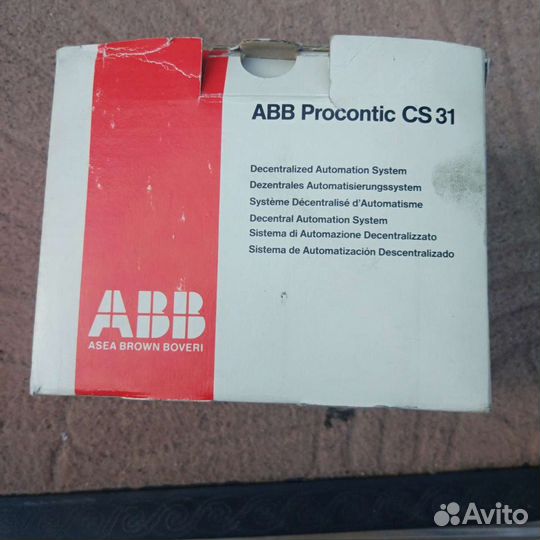 ABB Procontic CS 31
Decentralized Automation System
Dezentrales Automatisierungssystem
Système Décentralisé d'Automatisme
Decentral Automation System
Sistema di Automazione Decentralizzato
Sistema de Automatización Descentralizado
ABB
ASEA BROWN BOVERI
Avito